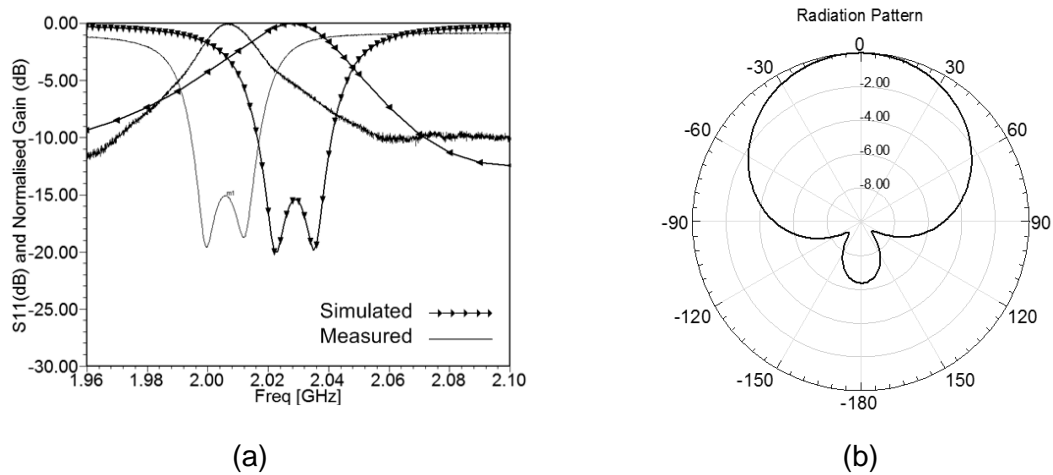 S11(dB) and Normalised Gain (dB)
0.00
-5.00
-10.00
-15.00
-20.00
-25.00
-30.00
m1
Simulated
Measured
1.96 1.98 2.00 2.02 2.04 2.06 2.08 2.10
Freq [GHz]
(a)
Radiation Pattern
0
-30 30
-2.00
-4.00
-60 60
-6.00
-8.00
-90 90
-120 120
-150 150
-180
(b)